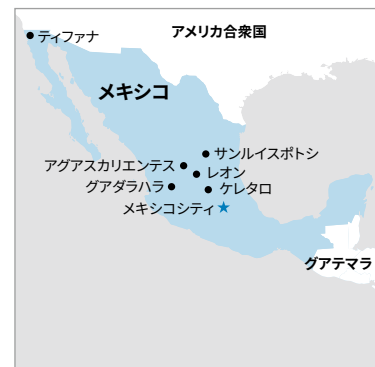 アメリカ合衆国
ティファナ
メキシコ
サンルイスポトシ
アグアスカリエンテス
レオン
グアダラハラ
ケレタロ
メキシコシティ
グアテマラ